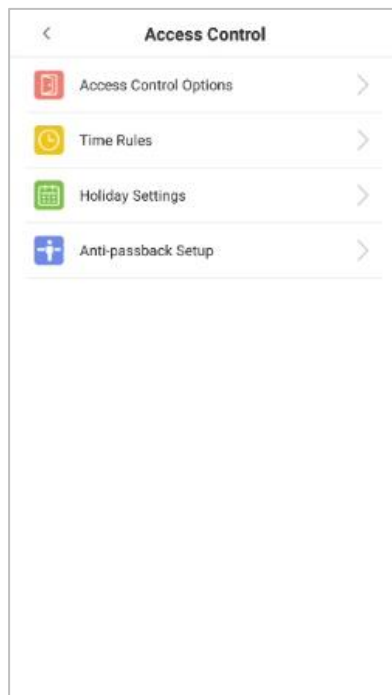 Access Control
Access Control Options
Time Rules
Holiday Settings
Anti-passback Setup